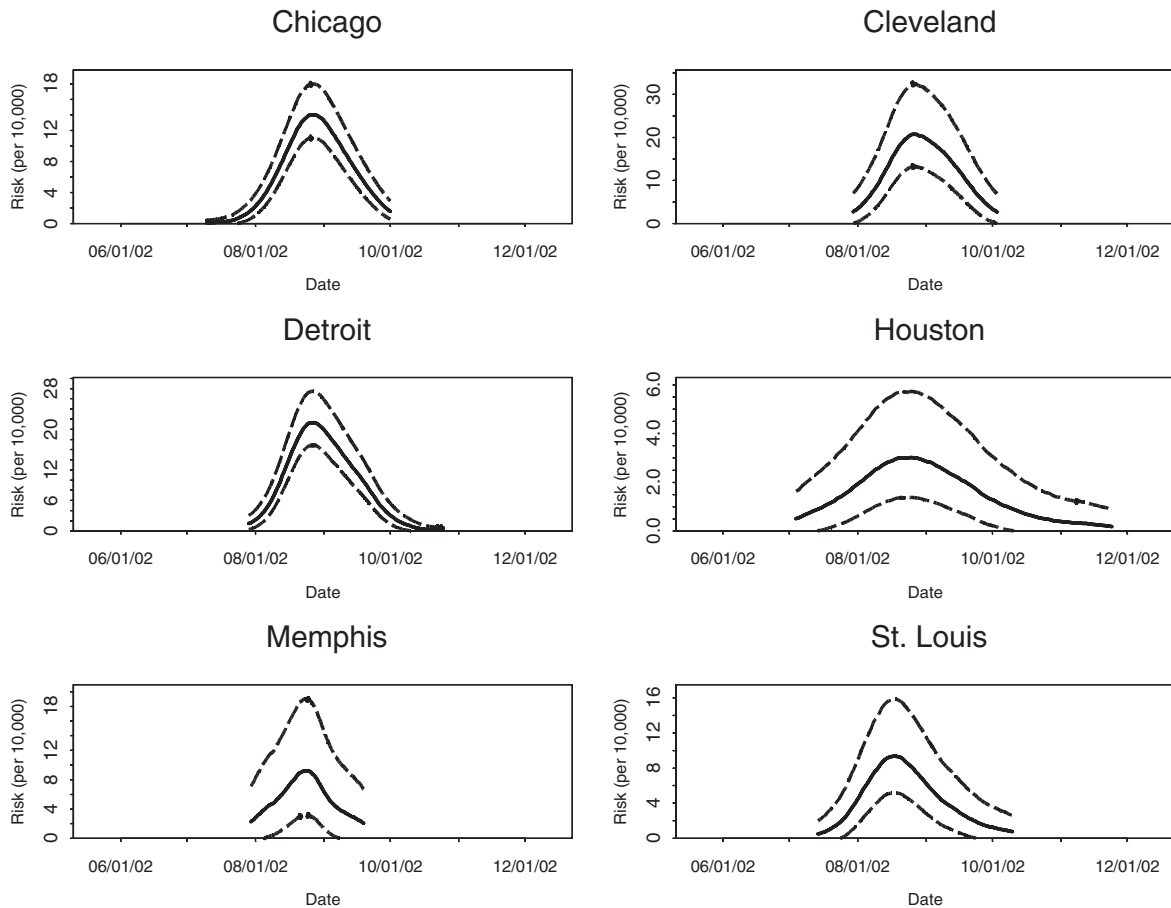 Chicago
Risk (per 10,000)
0 4 8 12 18
06/01/02 08/01/02 10/01/02 12/01/02
Date
Cleveland
Risk (per 10,000)
0 10 20 30
06/01/02 08/01/02 10/01/02 12/01/02
Date
Detroit
Risk (per 10,000)
0 6 12 20 28
06/01/02 08/01/02 10/01/02 12/01/02
Date
Houston
Risk (per 10,000)
0.0 2.0 4.0 6.0
06/01/02 08/01/02 10/01/02 12/01/02
Date
Memphis
Risk (per 10,000)
0 4 8 12 18
06/01/02 08/01/02 10/01/02 12/01/02
Date
St. Louis
Risk (per 10,000)
0 4 8 12 16
06/01/02 08/01/02 10/01/02 12/01/02
Date